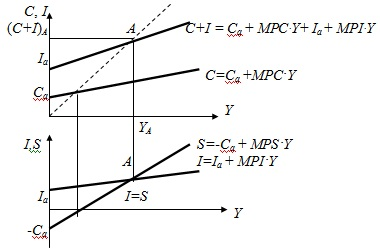 C, I
(C+I)A
A
C+I = Ca + MPC·Y+ Ia + MPI·Y
Ia
C=Ca+MPC·Y
Ca
YA
Y
I,S
A
S=-Ca + MPS·Y
I=Ia + MPI·Y
Ia
I=S
Y
-Ca